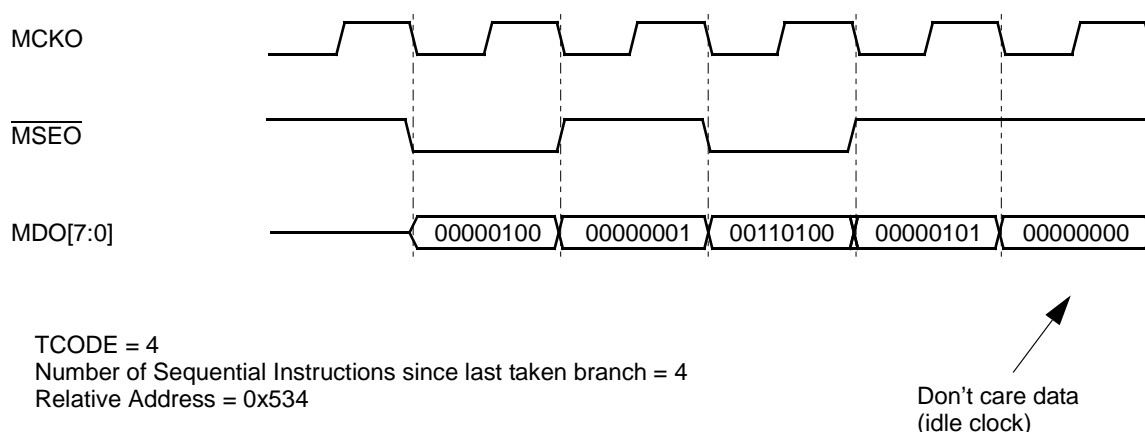 MCKO
MSEO
MDO[7:0]
00000100 00000001 00110100 00000101 00000000
TCODE = 4
Number of Sequential Instructions since last taken branch = 4
Relative Address = 0x534
Don't care data
(idle clock)